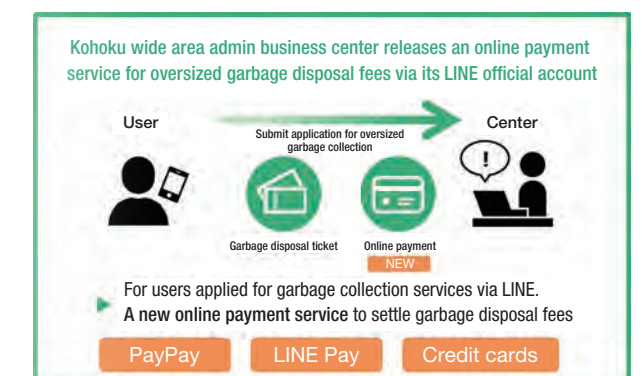 Kohoku wide area admin business center releases an online payment
service for oversized garbage disposal fees via its LINE official account
User
Submit application for oversized
garbage collection
Center
!
Garbage disposal ticket
Online payment
NEW
For users applied for garbage collection services via LINE.
A new online payment service to settle garbage disposal fees
PayPay
LINE Pay
Credit cards